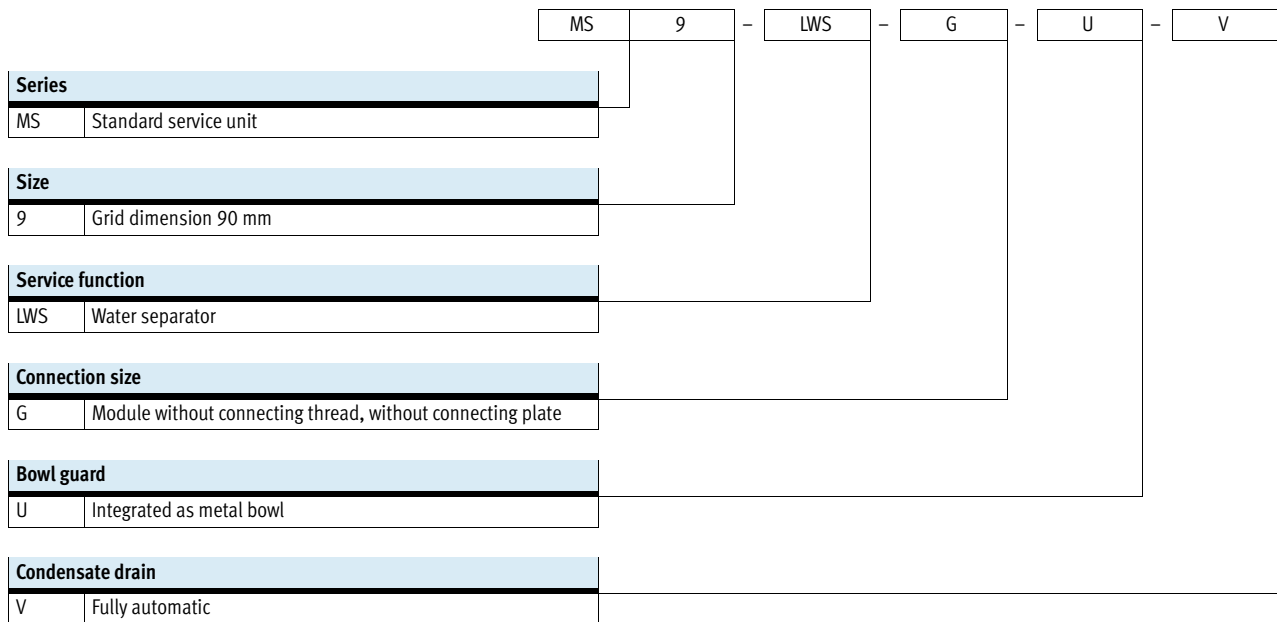 MS 9 – LWS – G – U – V
Series
MS Standard service unit
Size
9 Grid dimension 90 mm
Service function
LWS Water separator
Connection size
G Module without connecting thread, without connecting plate
Bowl guard
U Integrated as metal bowl
Condensate drain
V Fully automatic